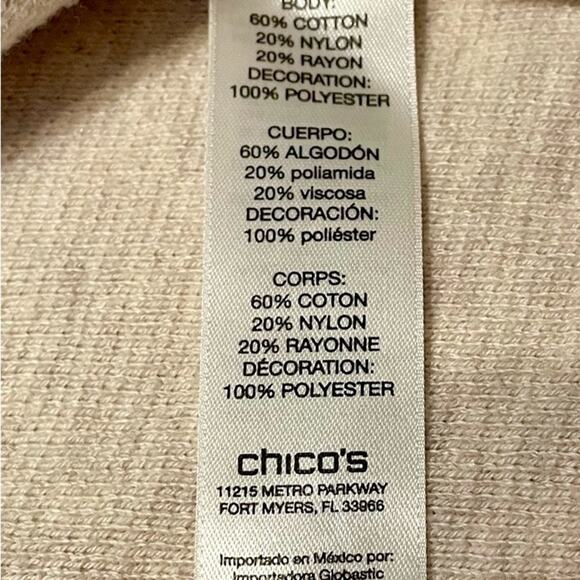 BODY:
60% COTTON
20% NYLON
20% RAYON
DECORATION:
100% POLYESTER
CUERPO:
60% ALGODÓN
20% poliamida
20% viscosa
DECORACIÓN:
100% poliéster
CORPS:
60% COTON
20% NYLON
20% RAYONNE
DÉCORATION:
100% POLYESTER
chico's
11215 METRO PARKWAY
FORT MYERS, FL 33966
Importado en México por:
Importadora Globastic